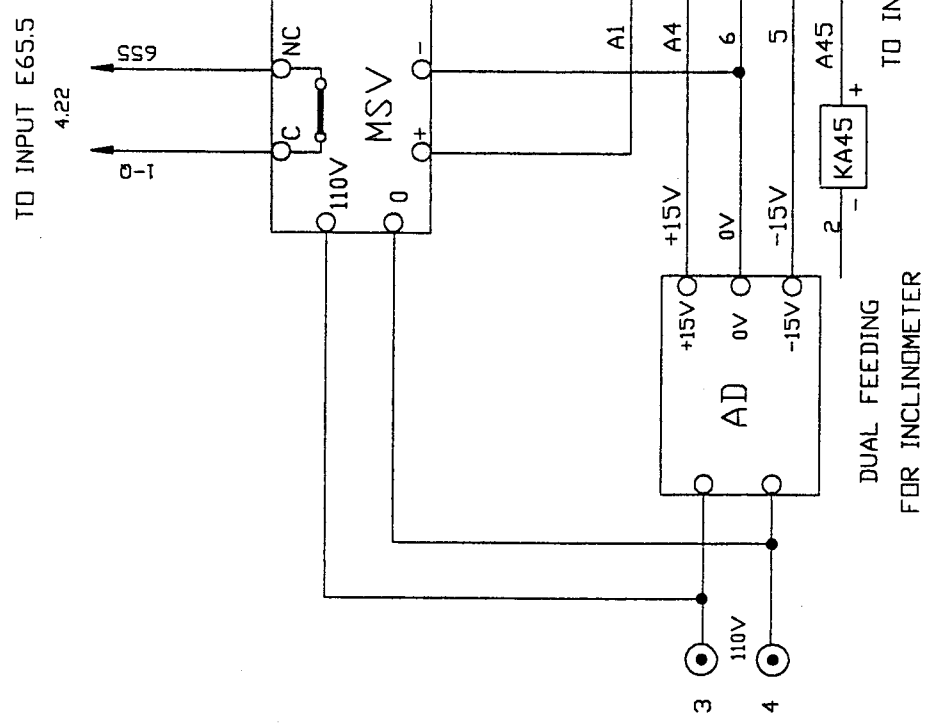 TO INPUT E65.5
4.22
655
1-Q
NC
C
110V
0
MSV
-
+
A1
A4
6
5
A45
TO IN
+15V
0V
-15V
+
KA45
-
2
+15V
0V
-15V
AD
DUAL FEEDING
FOR INCLINOMETER
3
110V
4